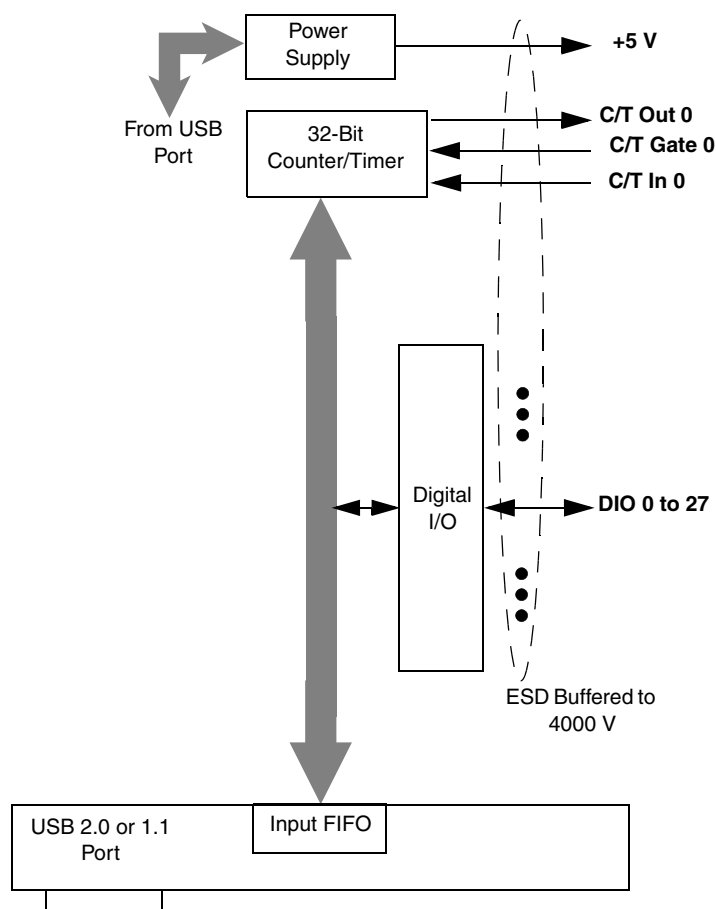 Power
Supply
+5 V
From USB
Port
32-Bit
Counter/Timer
C/T Out 0
C/T Gate 0
C/T In 0
Digital
I/O
DIO 0 to 27
ESD Buffered to
4000 V
USB 2.0 or 1.1
Port
Input FIFO